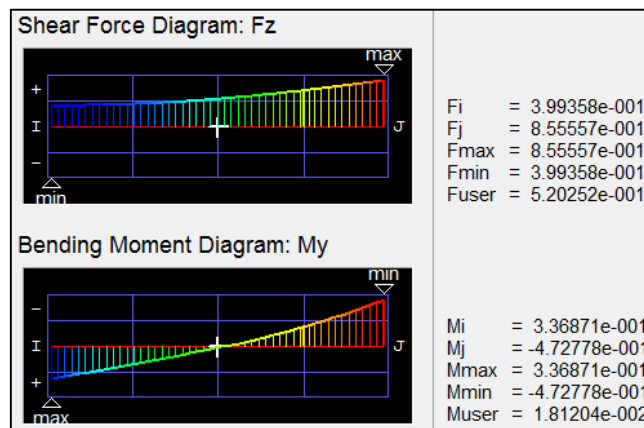 Shear Force Diagram: Fz
max
+
I
J
−
min
Fi = 3.99358e-001
Fj = 8.55557e-001
Fmax = 8.55557e-001
Fmin = 3.99358e-001
Fuser = 5.20252e-001
Bending Moment Diagram: My
min
−
I
J
+
max
Mi = 3.36871e-001
Mj = -4.72778e-001
Mmax = 3.36871e-001
Mmin = -4.72778e-001
Muser = 1.81204e-002